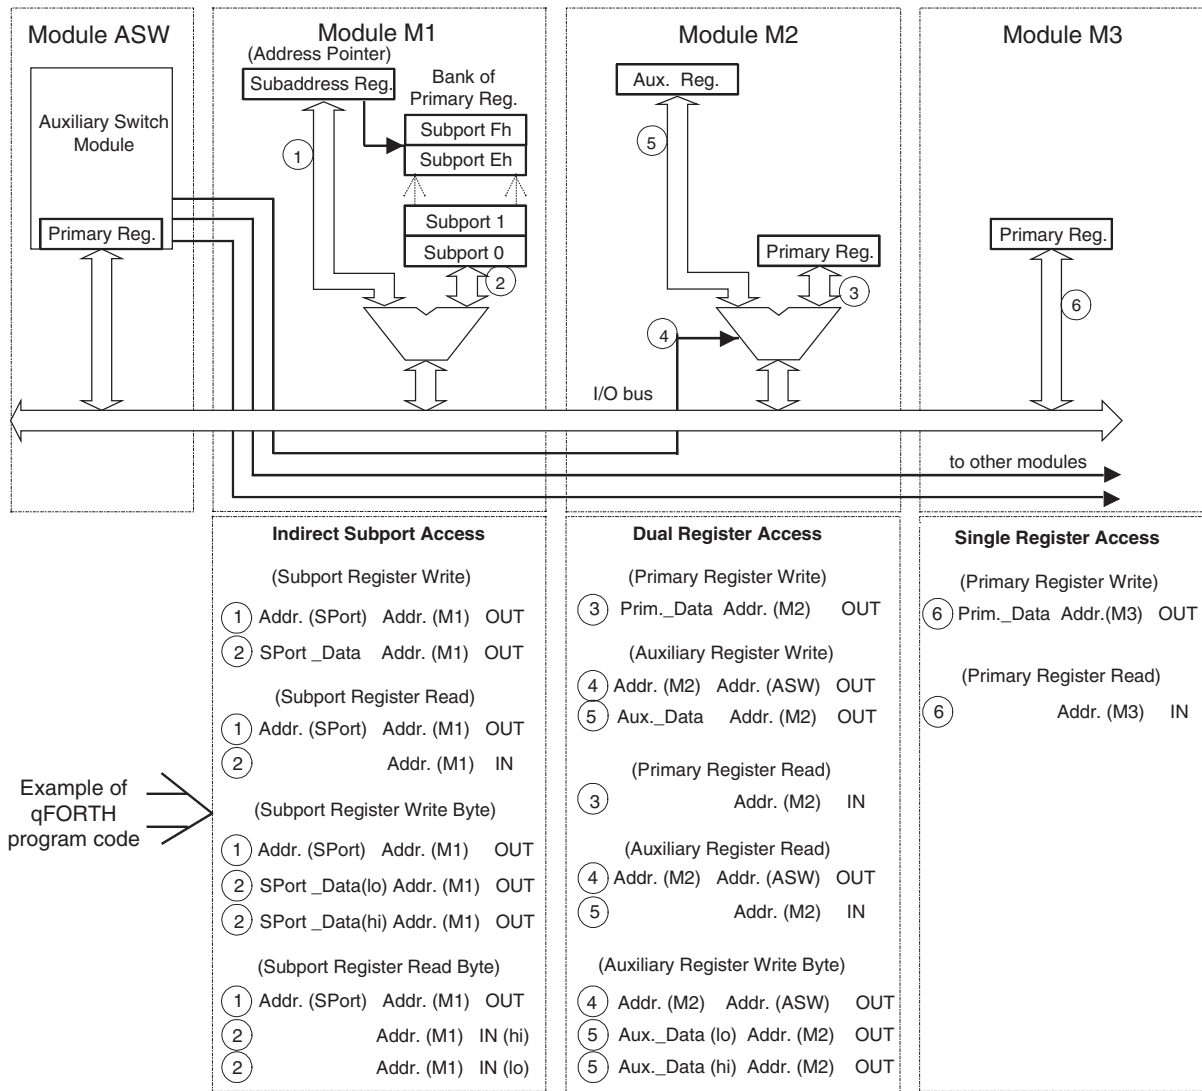 Module ASW
Auxiliary Switch
Module
Primary Reg.
Module M1
(Address Pointer)
Subaddress Reg.
Bank of
Primary Reg.
Subport Fh
Subport Eh
Subport 1
Subport 0
1
2
Module M2
Aux. Reg.
5
Primary Reg.
3
4
Module M3
Primary Reg.
6
I/O bus
to other modules
Example of
qFORTH
program code
Indirect Subport Access
(Subport Register Write)
1 Addr. (SPort) Addr. (M1) OUT
2 SPort _Data Addr. (M1) OUT
(Subport Register Read)
1 Addr. (SPort) Addr. (M1) OUT
2 Addr. (M1) IN
(Subport Register Write Byte)
1 Addr. (SPort) Addr. (M1) OUT
2 SPort _Data(lo) Addr. (M1) OUT
2 SPort _Data(hi) Addr. (M1) OUT
(Subport Register Read Byte)
1 Addr. (SPort) Addr. (M1) OUT
2 Addr. (M1) IN (hi)
2 Addr. (M1) IN (lo)
Dual Register Access
(Primary Register Write)
3 Prim._Data Addr. (M2) OUT
(Auxiliary Register Write)
4 Addr. (M2) Addr. (ASW) OUT
5 Aux._Data Addr. (M2) OUT
(Primary Register Read)
3 Addr. (M2) IN
(Auxiliary Register Read)
4 Addr. (M2) Addr. (ASW) OUT
5 Addr. (M2) IN
(Auxiliary Register Write Byte)
4 Addr. (M2) Addr. (ASW) OUT
5 Aux._Data (lo) Addr. (M2) OUT
5 Aux._Data (hi) Addr. (M2) OUT
Single Register Access
(Primary Register Write)
6 Prim._Data Addr.(M3) OUT
(Primary Register Read)
6 Addr. (M3) IN